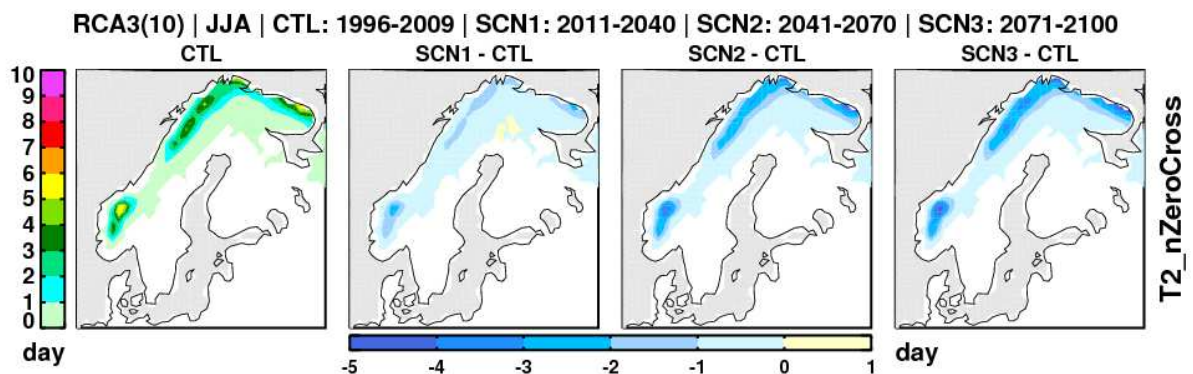 RCA3(10) | JJA | CTL: 1996-2009 | SCN1: 2011-2040 | SCN2: 2041-2070 | SCN3: 2071-2100
CTL
SCN1 - CTL
SCN2 - CTL
SCN3 - CTL
10
9
8
7
6
5
4
3
2
1
0
T2_nZeroCross
day
-5 -4 -3 -2 -1 0 1
day